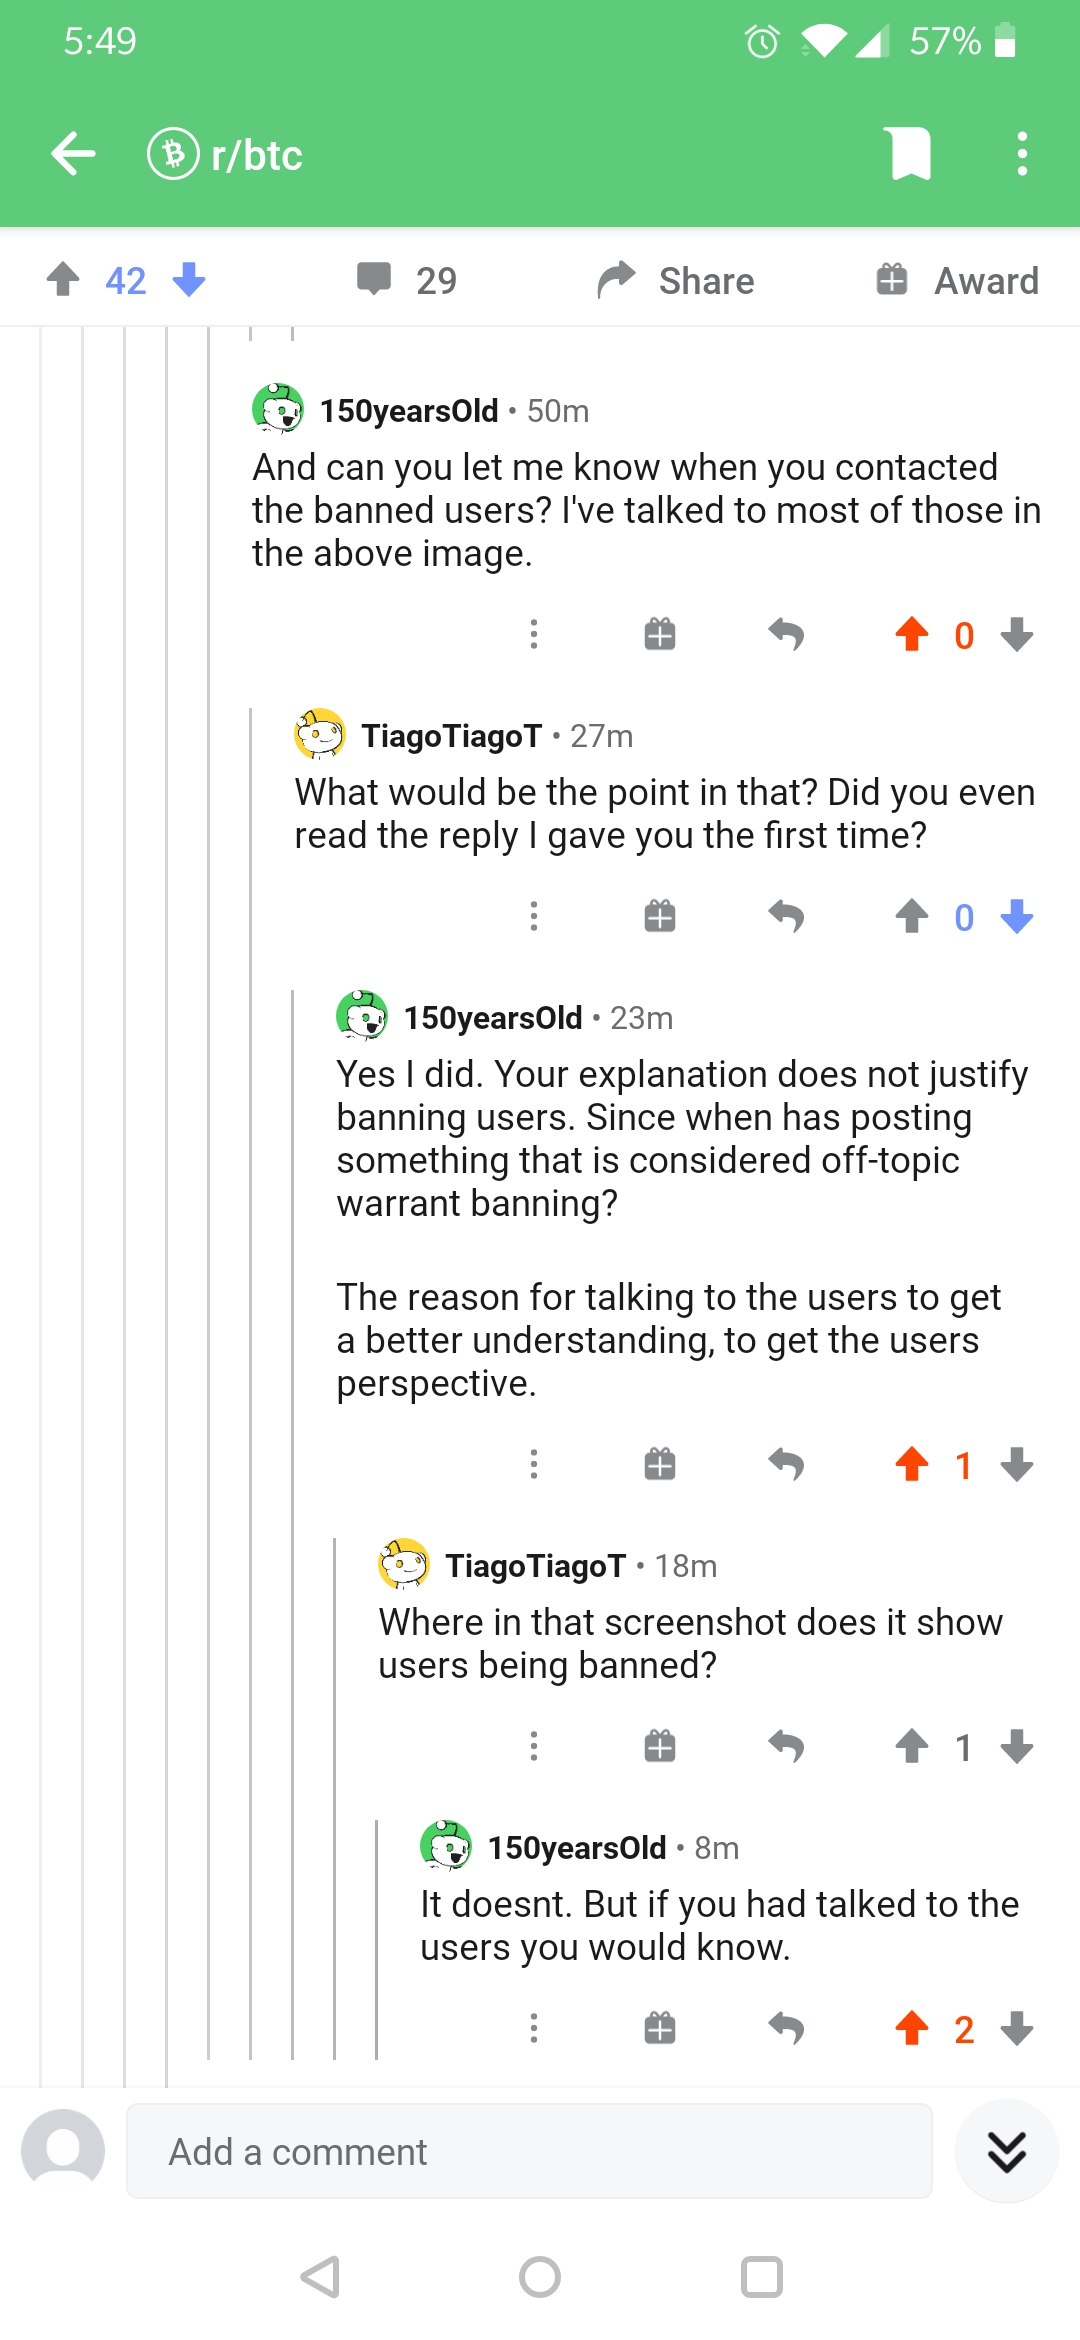 5:49
57%
r/btc
42
29
Share
Award
150yearsOld • 50m
And can you let me know when you contacted
the banned users? I've talked to most of those in
the above image.
0
TiagoTiagoT • 27m
What would be the point in that? Did you even
read the reply I gave you the first time?
0
150yearsOld • 23m
Yes I did. Your explanation does not justify
banning users. Since when has posting
something that is considered off-topic
warrant banning?
The reason for talking to the users to get
a better understanding, to get the users
perspective.
1
TiagoTiagoT • 18m
Where in that screenshot does it show
users being banned?
1
150yearsOld • 8m
It doesnt. But if you had talked to the
users you would know.
2
Add a comment